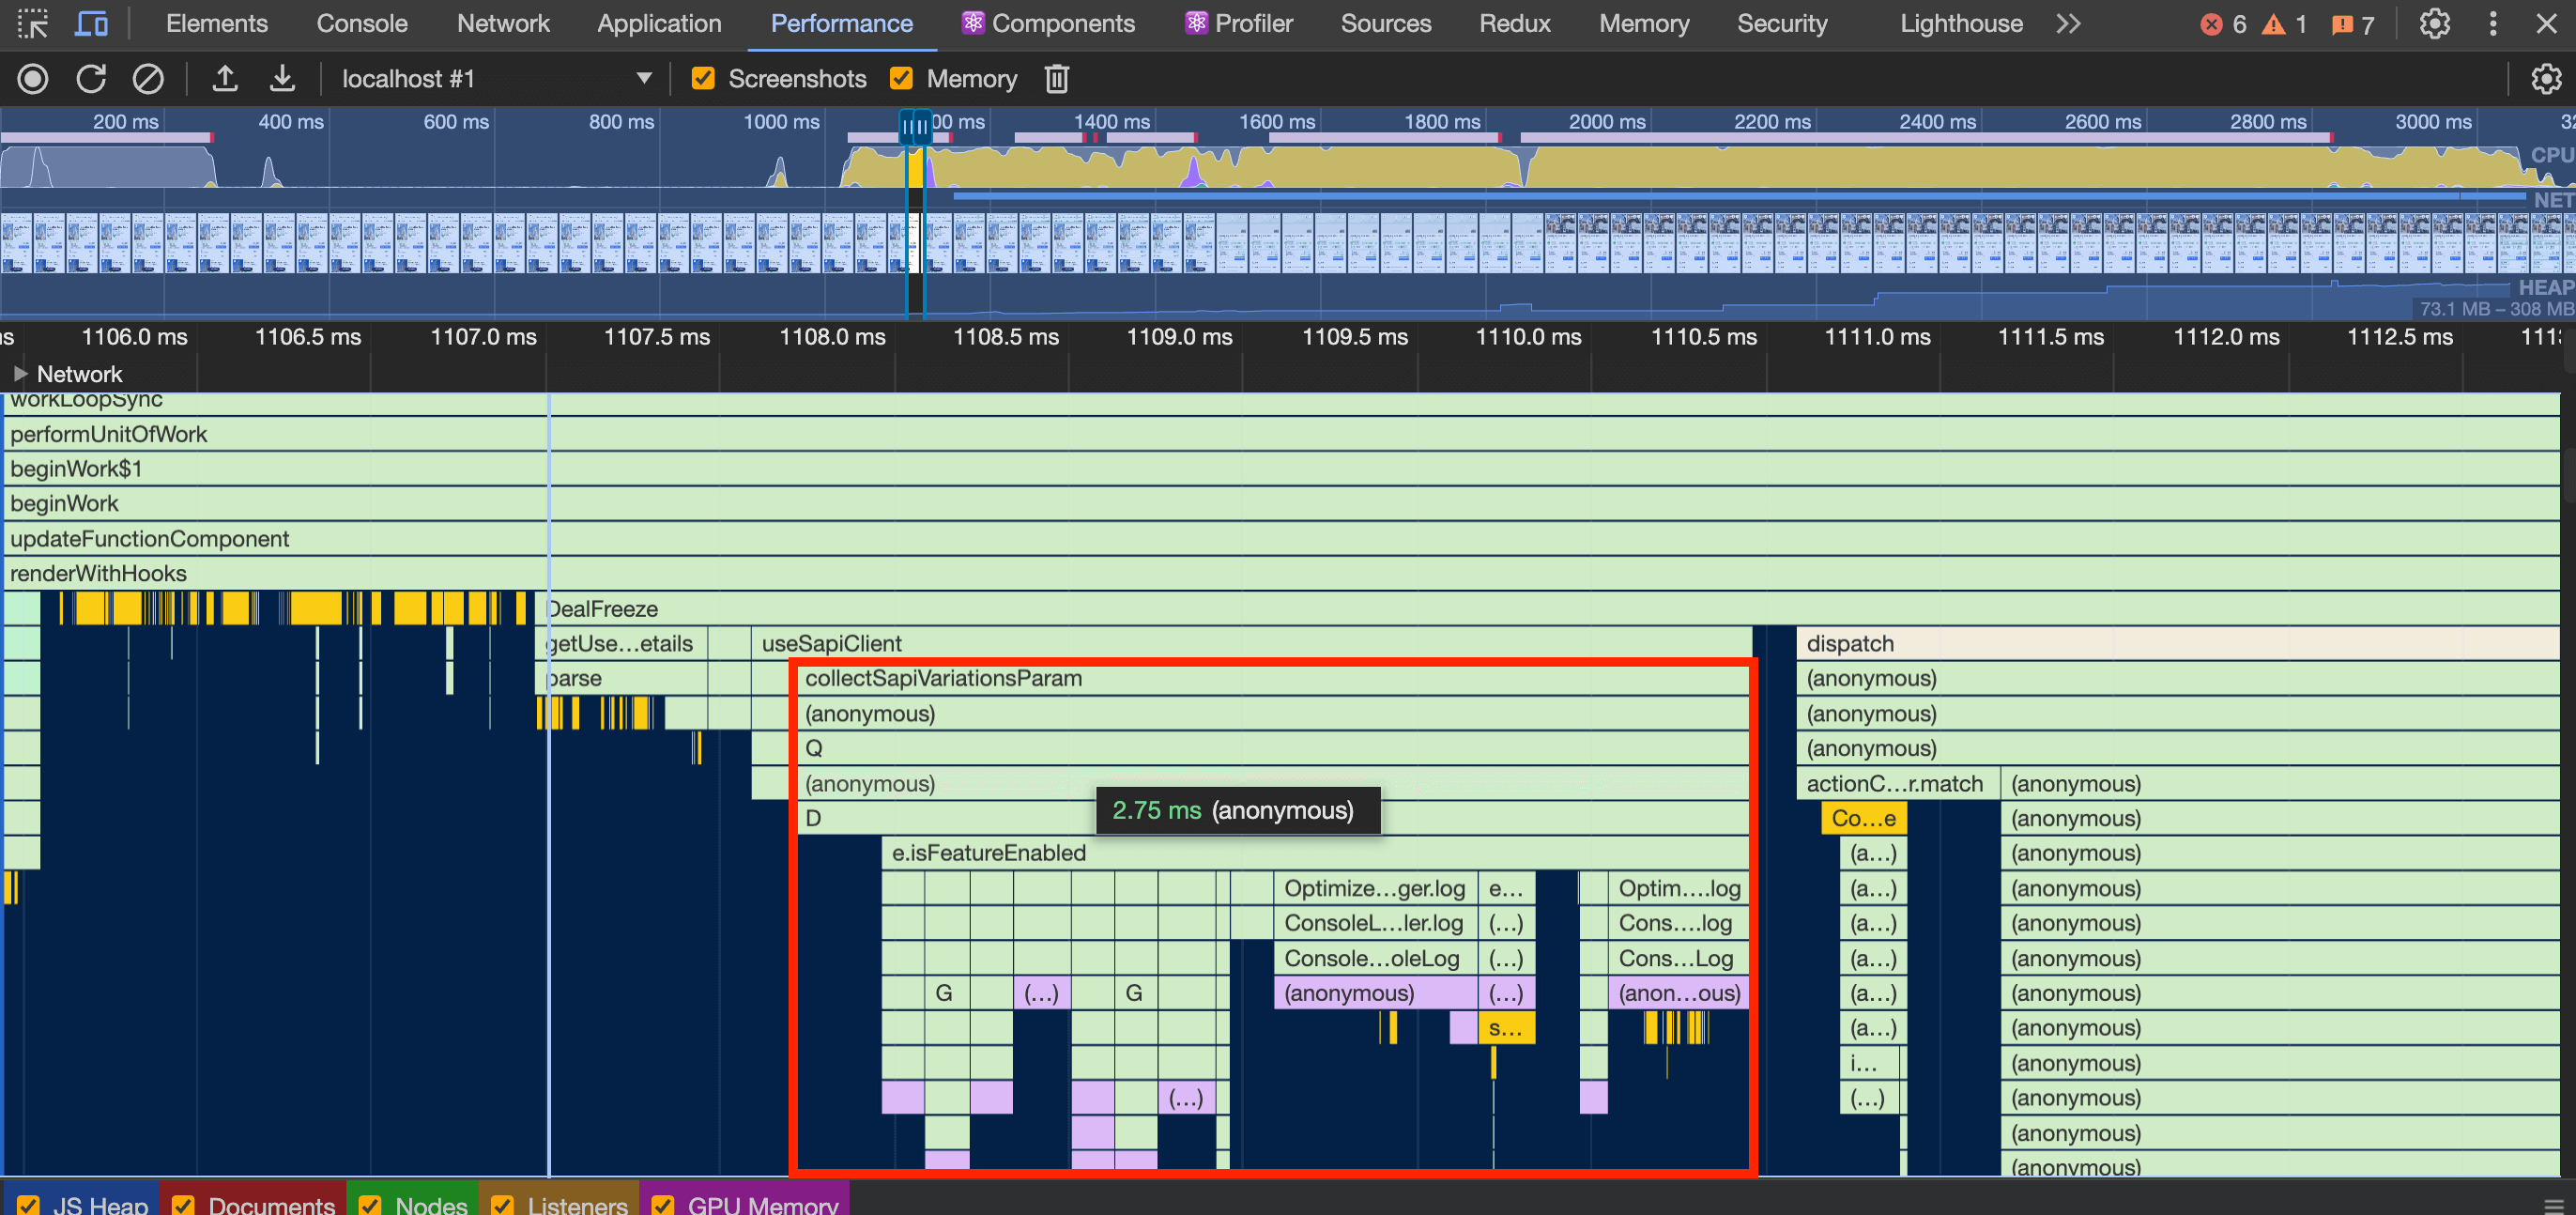 Elements Console Network Application Performance Components Profiler Sources Redux Memory Security Lighthouse 6 1 7
localhost #1 Screenshots Memory
200 ms 400 ms 600 ms 800 ms 1000 ms 00 ms 1400 ms 1600 ms 1800 ms 2000 ms 2200 ms 2400 ms 2600 ms 2800 ms 3000 ms
CPU
NET
HEAP
73.1 MB – 308 MB
ms 1106.0 ms 1106.5 ms 1107.0 ms 1107.5 ms 1108.0 ms 1108.5 ms 1109.0 ms 1109.5 ms 1110.0 ms 1110.5 ms 1111.0 ms 1111.5 ms 1112.0 ms 1112.5 ms
Network
workLoopSync
performUnitOfWork
beginWork$1
beginWork
updateFunctionComponent
renderWithHooks
DealFreeze
getUse…etails useSapiClient dispatch
parse collectSapiVariationsParam (anonymous)
(anonymous) (anonymous)
Q (anonymous)
(anonymous) actionC…r.match (anonymous)
2.75 ms (anonymous)
D Co…e (anonymous)
e.isFeatureEnabled (a…) (anonymous)
Optimize…ger.log e… Optim….log (a…) (anonymous)
ConsoleL…ler.log (…) Cons….log (a…) (anonymous)
Console…oleLog (…) Cons…Log (a…) (anonymous)
G (…) G (anonymous) (…) (anon…ous) (a…) (anonymous)
s… (a…) (anonymous)
i… (anonymous)
(…) (…) (anonymous)
(anonymous)
(anonymous)
JS Heap Documents Nodes Listeners GPU Memory